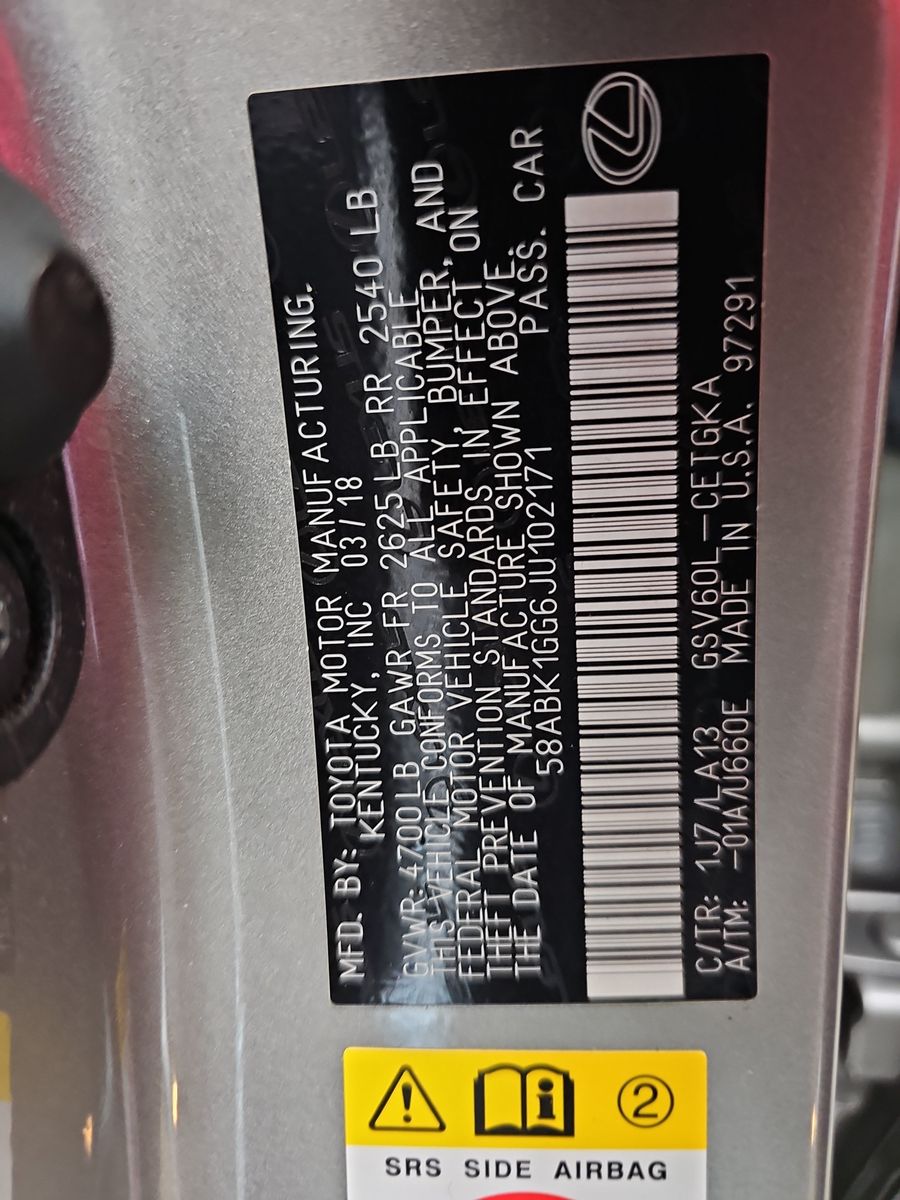 MFD. BY: TOYOTA MOTOR MANUFACTURING.
KENTUCKY, INC 03/18
GVWR: 4700LB GAWR FR 2625 LB RR 2540 LB
THIS VEHICLE CONFORMS TO ALL APPLICABLE
FEDERAL MOTOR VEHICLE SAFETY, BUMPER, AND
THEFT PREVENTION STANDARDS IN EFFECT ON
THE DATE OF MANUFACTURE SHOWN ABOVE.
58ABK1GG6JU102171 PASS. CAR
C/TR: 1J7 /LA13 GSV60L-CETGKA
A/TM: -01A/U660E MADE IN U.S.A. 97291
2
SRS SIDE AIRBAG